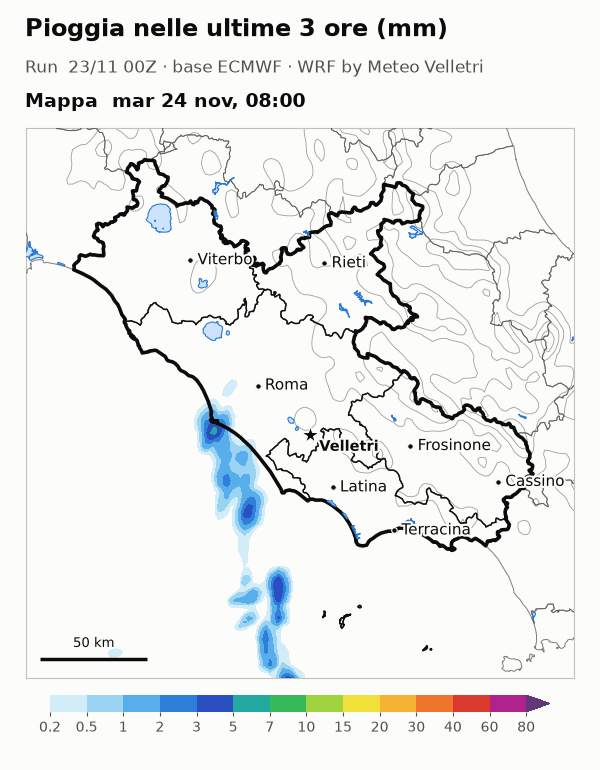 Pioggia nelle ultime 3 ore (mm)
Run  23/11 00Z · base ECMWF · WRF by Meteo Velletri
Mappa  mar 24 nov, 08:00
Viterbo
Rieti
Roma
Velletri
Frosinone
Latina
Cassino
Terracina
50 km
0.2 0.5 1 2 3 5 7 10 15 20 30 40 60 80